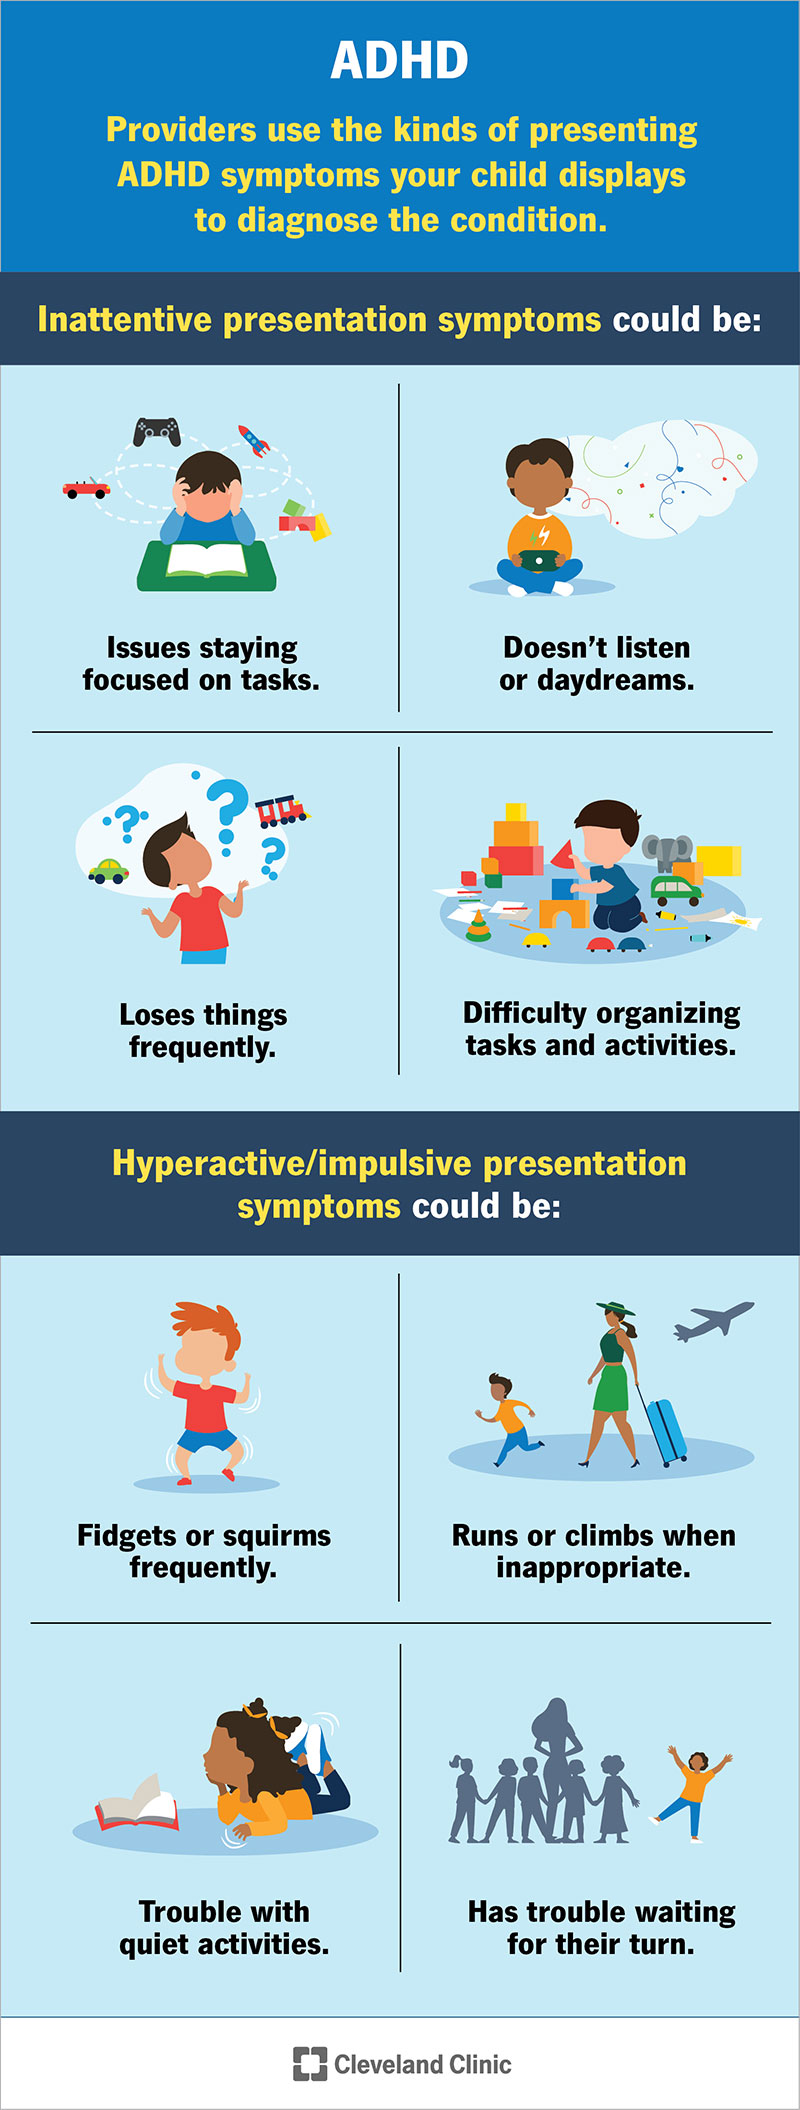 ADHD
Providers use the kinds of presenting
ADHD symptoms your child displays
to diagnose the condition.
Inattentive presentation symptoms could be:
Issues staying
focused on tasks.
Doesn’t listen
or daydreams.
Loses things
frequently.
Difficulty organizing
tasks and activities.
Hyperactive/impulsive presentation
symptoms could be:
Fidgets or squirms
frequently.
Runs or climbs when
inappropriate.
Trouble with
quiet activities.
Has trouble waiting
for their turn.
Cleveland Clinic